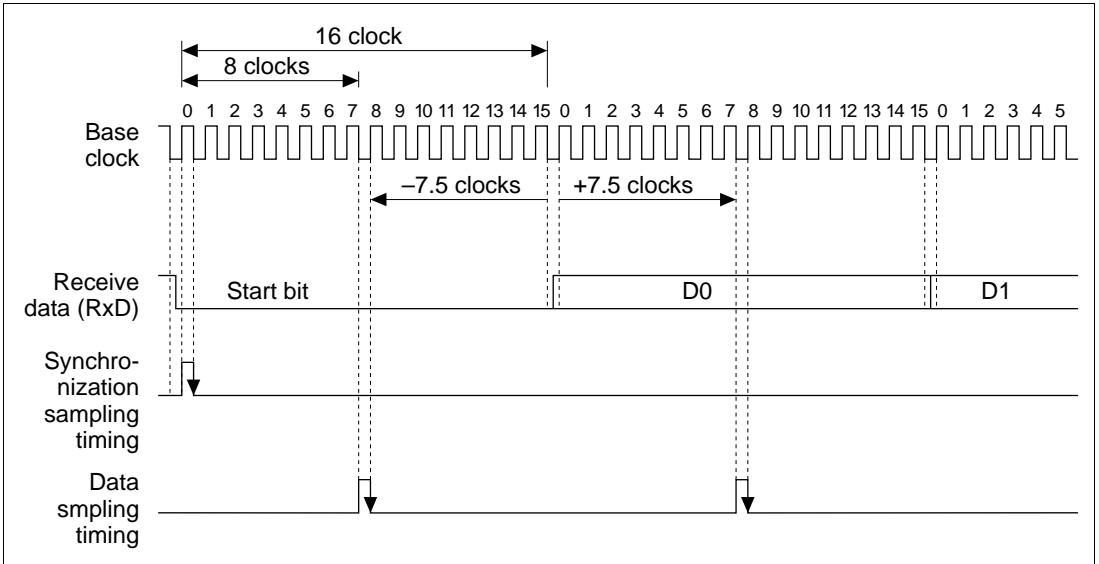 16 clock
8 clocks
0 1 2 3 4 5 6 7 8 9 10 11 12 13 14 15 0 1 2 3 4 5 6 7 8 9 10 11 12 13 14 15 0 1 2 3 4 5
Base
clock
–7.5 clocks +7.5 clocks
Receive
data (RxD)
Start bit D0 D1
Synchro-
nization
sampling
timing
Data
smpling
timing